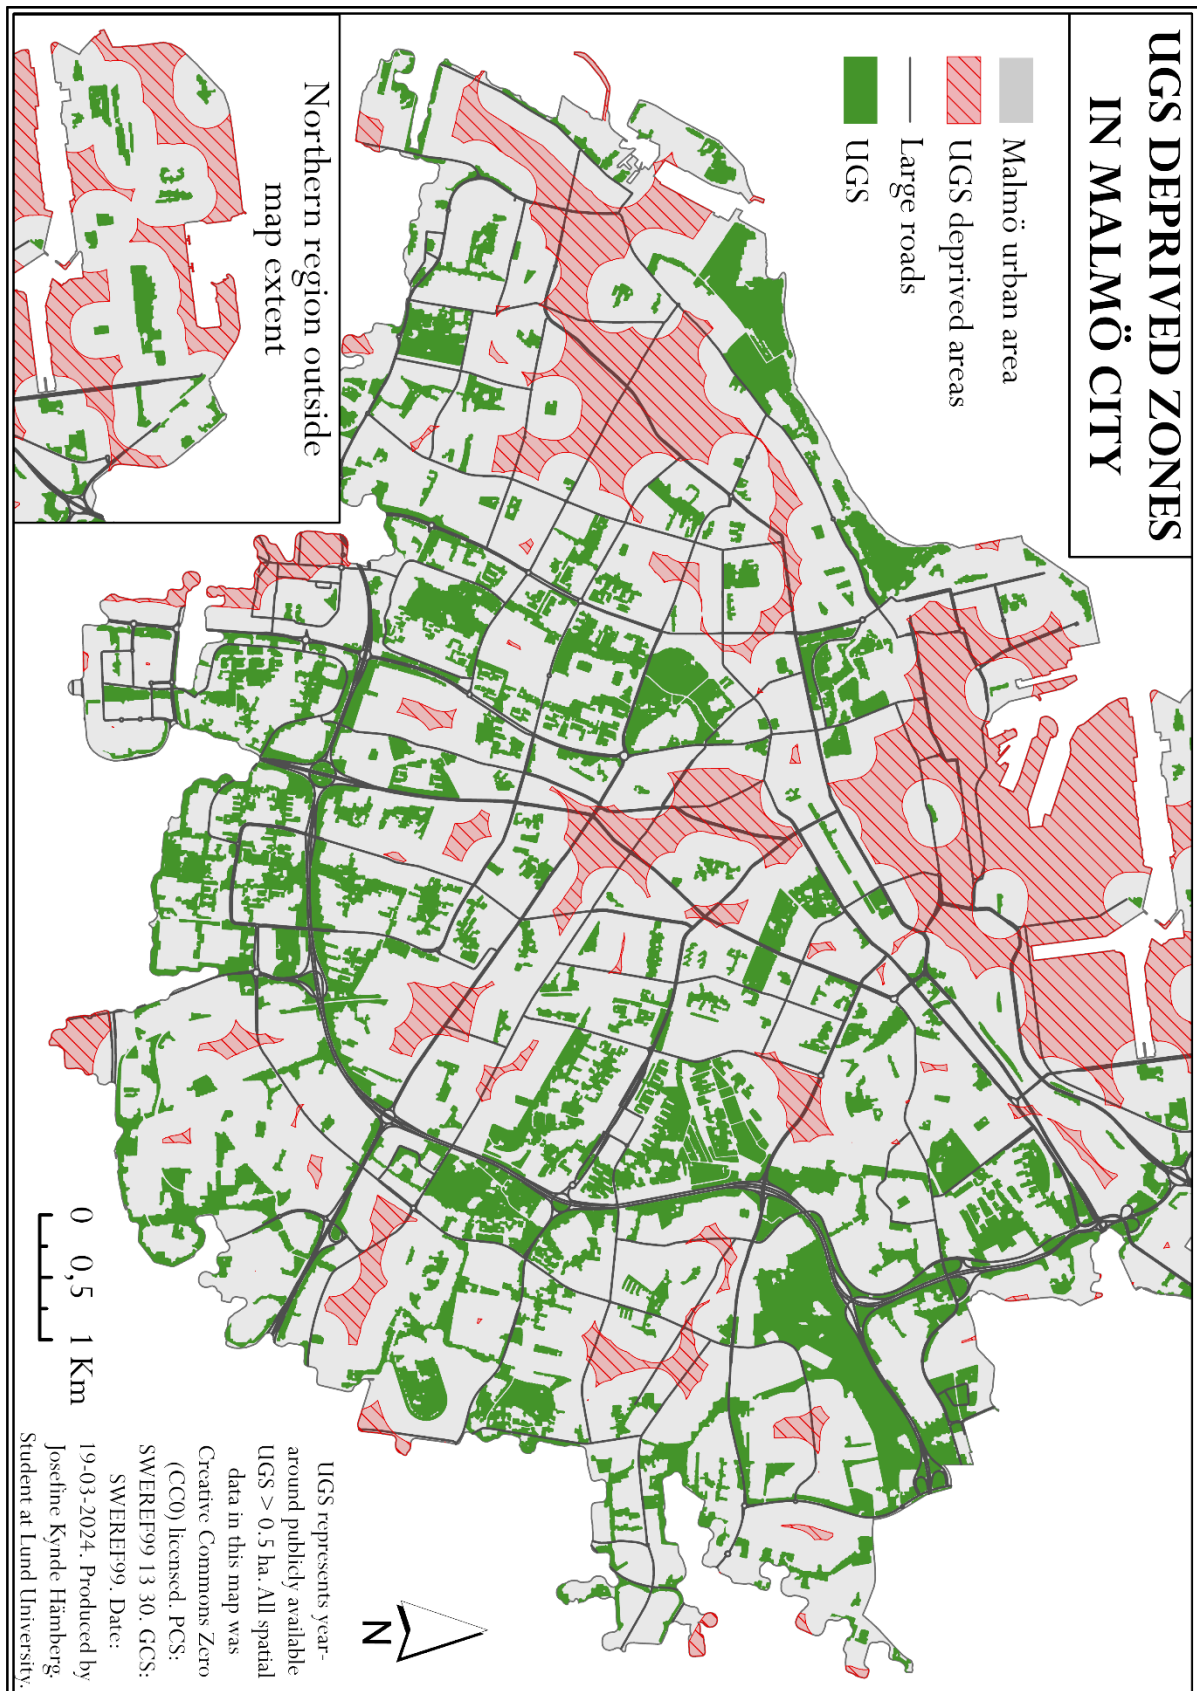 UGS DEPRIVED ZONES
IN MALMÖ CITY
Malmö urban area
UGS deprived areas
Large roads
UGS
Northern region outside
map extent
0 0,5 1 Km
UGS represents year-
around publicly available
UGS > 0.5 ha. All spatial
data in this map was
Creative Commons Zero
(CC0) licensed. PCS:
SWEREF99 13 30. GCS:
SWEREF99. Date:
19-03-2024. Produced by
Josefine Kynde Hämberg.
Student at Lund University.
N